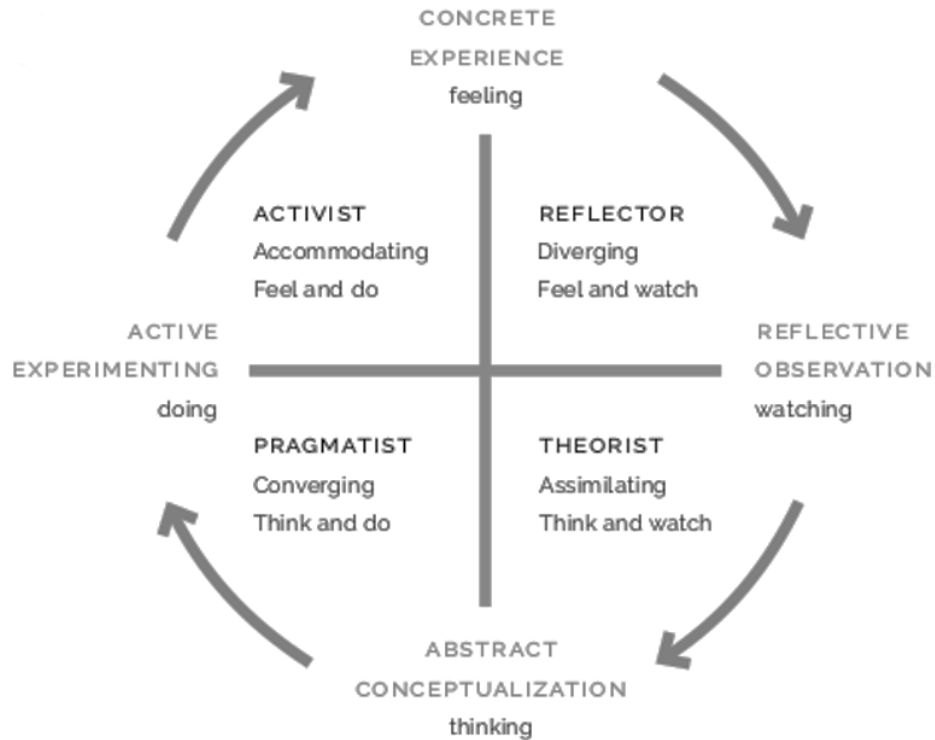 CONCRETE
EXPERIENCE
feeling
ACTIVIST
Accommodating
Feel and do
REFLECTOR
Diverging
Feel and watch
ACTIVE
EXPERIMENTING
doing
REFLECTIVE
OBSERVATION
watching
PRAGMATIST
Converging
Think and do
THEORIST
Assimilating
Think and watch
ABSTRACT
CONCEPTUALIZATION
thinking